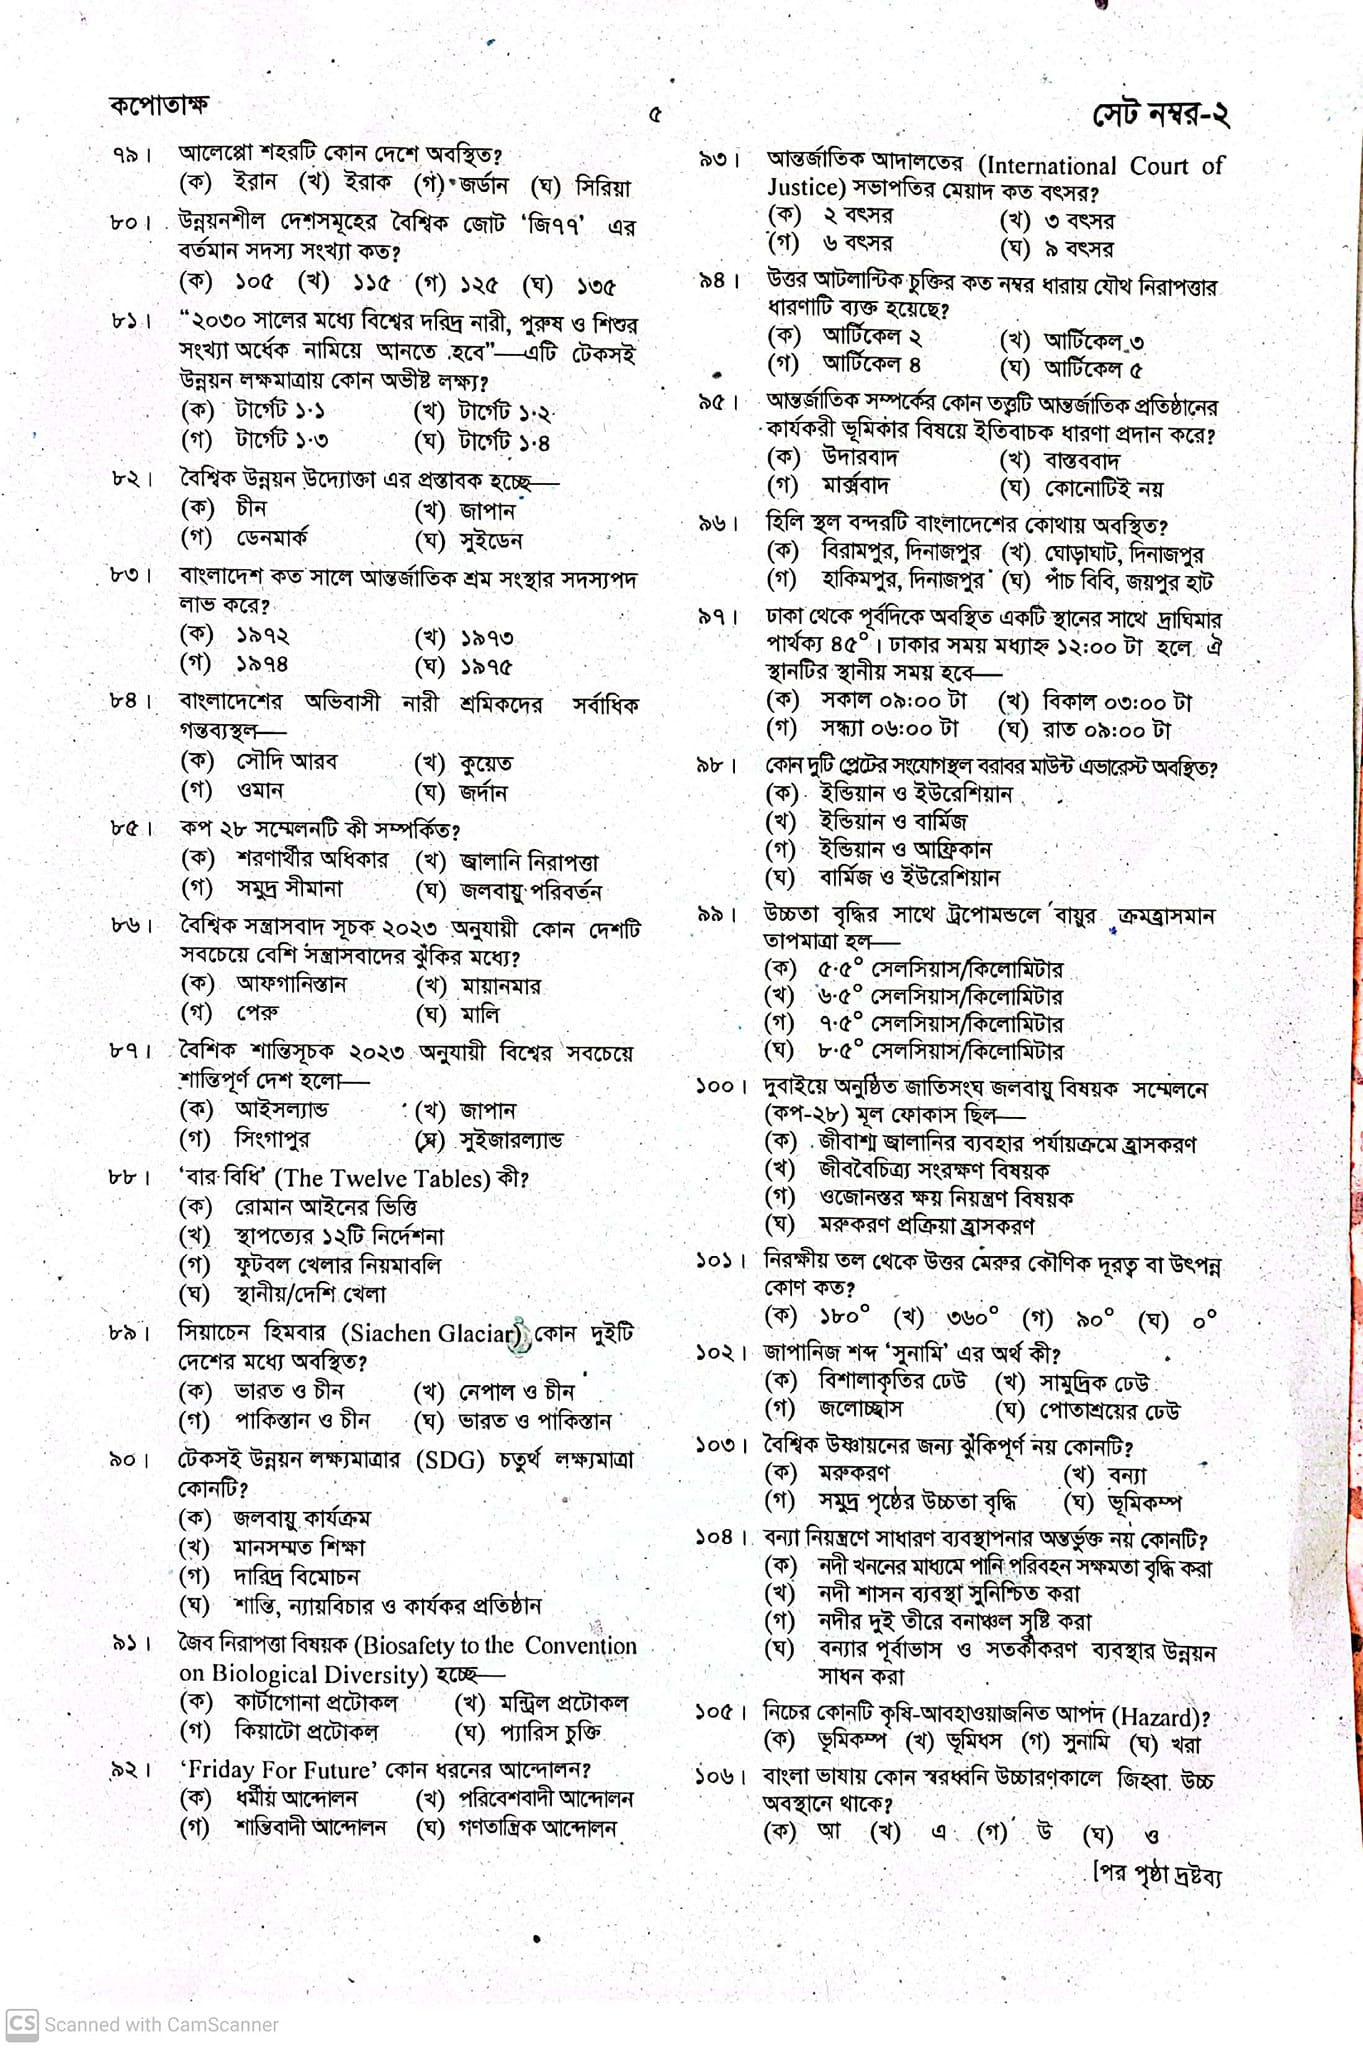 কপোতাক্ষ
৫
সেট নম্বর-২
৭৯। আলেপ্পো শহরটি কোন দেশে অবস্থিত?
(ক) ইরান (খ) ইরাক (গ) জর্ডান (ঘ) সিরিয়া
৮০। উন্নয়নশীল দেশসমূহের বৈশ্বিক জোট ‘জি৭৭’ এর
বর্তমান সদস্য সংখ্যা কত?
(ক) ১০৫ (খ) ১১৫ (গ) ১২৫ (ঘ) ১৩৫
৮১। “২০৩০ সালের মধ্যে বিশ্বের দরিদ্র নারী, পুরুষ ও শিশুর
সংখ্যা অর্ধেক নামিয়ে আনতে হবে”—এটি টেকসই
উন্নয়ন লক্ষমাত্রায় কোন অভীষ্ট লক্ষ্য?
(ক) টার্গেট ১·১ (খ) টার্গেট ১·২
(গ) টার্গেট ১·৩ (ঘ) টার্গেট ১·৪
৮২। বৈশ্বিক উন্নয়ন উদ্যোক্তা এর প্রস্তাবক হচ্ছে—
(ক) চীন (খ) জাপান
(গ) ডেনমার্ক (ঘ) সুইডেন
৮৩। বাংলাদেশ কত সালে আন্তর্জাতিক শ্রম সংস্থার সদস্যপদ
লাভ করে?
(ক) ১৯৭২ (খ) ১৯৭৩
(গ) ১৯৭৪ (ঘ) ১৯৭৫
৮৪। বাংলাদেশের অভিবাসী নারী শ্রমিকদের সর্বাধিক
গন্তব্যস্থল—
(ক) সৌদি আরব (খ) কুয়েত
(গ) ওমান (ঘ) জর্দান
৮৫। কপ ২৮ সম্মেলনটি কী সম্পর্কিত?
(ক) শরণার্থীর অধিকার (খ) জ্বালানি নিরাপত্তা
(গ) সমুদ্র সীমানা (ঘ) জলবায়ু পরিবর্তন
৮৬। বৈশ্বিক সন্ত্রাসবাদ সূচক ২০২৩ অনুযায়ী কোন দেশটি
সবচেয়ে বেশি সন্ত্রাসবাদের ঝুঁকির মধ্যে?
(ক) আফগানিস্তান (খ) মায়ানমার
(গ) পেরু (ঘ) মালি
৮৭। বৈশিক শান্তিসূচক ২০২৩ অনুযায়ী বিশ্বের সবচেয়ে
শান্তিপূর্ণ দেশ হলো—
(ক) আইসল্যান্ড (খ) জাপান
(গ) সিংগাপুর (ঘ) সুইজারল্যান্ড
৮৮। ‘বার বিধি’ (The Twelve Tables) কী?
(ক) রোমান আইনের ভিত্তি
(খ) স্থাপত্যের ১২টি নির্দেশনা
(গ) ফুটবল খেলার নিয়মাবলি
(ঘ) স্থানীয়/দেশি খেলা
৮৯। সিয়াচেন হিমবার (Siachen Glaciar) কোন দুইটি
দেশের মধ্যে অবস্থিত?
(ক) ভারত ও চীন (খ) নেপাল ও চীন
(গ) পাকিস্তান ও চীন (ঘ) ভারত ও পাকিস্তান
৯০। টেকসই উন্নয়ন লক্ষ্যমাত্রার (SDG) চতুর্থ লক্ষ্যমাত্রা
কোনটি?
(ক) জলবায়ু কার্যক্রম
(খ) মানসম্মত শিক্ষা
(গ) দারিদ্র বিমোচন
(ঘ) শান্তি, ন্যায়বিচার ও কার্যকর প্রতিষ্ঠান
৯১। জৈব নিরাপত্তা বিষয়ক (Biosafety to the Convention
on Biological Diversity) হচ্ছে—
(ক) কার্টাগোনা প্রটোকল (খ) মন্ট্রিল প্রটোকল
(গ) কিয়াটো প্রটোকল (ঘ) প্যারিস চুক্তি
৯২। ‘Friday For Future’ কোন ধরনের আন্দোলন?
(ক) ধর্মীয় আন্দোলন (খ) পরিবেশবাদী আন্দোলন
(গ) শান্তিবাদী আন্দোলন (ঘ) গণতান্ত্রিক আন্দোলন
৯৩। আন্তর্জাতিক আদালতের (International Court of
Justice) সভাপতির মেয়াদ কত বৎসর?
(ক) ২ বৎসর (খ) ৩ বৎসর
(গ) ৬ বৎসর (ঘ) ৯ বৎসর
৯৪। উত্তর আটলান্টিক চুক্তির কত নম্বর ধারায় যৌথ নিরাপত্তার
ধারণাটি ব্যক্ত হয়েছে?
(ক) আর্টিকেল ২ (খ) আর্টিকেল ৩
(গ) আর্টিকেল ৪ (ঘ) আর্টিকেল ৫
৯৫। আন্তর্জাতিক সম্পর্কের কোন তত্ত্বটি আন্তর্জাতিক প্রতিষ্ঠানের
কার্যকরী ভূমিকার বিষয়ে ইতিবাচক ধারণা প্রদান করে?
(ক) উদারবাদ (খ) বাস্তববাদ
(গ) মার্ক্সবাদ (ঘ) কোনোটিই নয়
৯৬। হিলি স্থল বন্দরটি বাংলাদেশের কোথায় অবস্থিত?
(ক) বিরামপুর, দিনাজপুর (খ) ঘোড়াঘাট, দিনাজপুর
(গ) হাকিমপুর, দিনাজপুর (ঘ) পাঁচ বিবি, জয়পুর হাট
৯৭। ঢাকা থেকে পূর্বদিকে অবস্থিত একটি স্থানের সাথে দ্রাঘিমার
পার্থক্য ৪৫°। ঢাকার সময় মধ্যাহ্ন ১২:০০ টা হলে ঐ
স্থানটির স্থানীয় সময় হবে—
(ক) সকাল ০৯:০০ টা (খ) বিকাল ০৩:০০ টা
(গ) সন্ধ্যা ০৬:০০ টা (ঘ) রাত ০৯:০০ টা
৯৮। কোন দুটি প্লেটের সংযোগস্থল বরাবর মাউন্ট এভারেস্ট অবস্থিত?
(ক) ইন্ডিয়ান ও ইউরেশিয়ান
(খ) ইন্ডিয়ান ও বার্মিজ
(গ) ইন্ডিয়ান ও আফ্রিকান
(ঘ) বার্মিজ ও ইউরেশিয়ান
৯৯। উচ্চতা বৃদ্ধির সাথে ট্রপোমন্ডলে বায়ুর ক্রমহ্রাসমান
তাপমাত্রা হল—
(ক) ৫·৫° সেলসিয়াস/কিলোমিটার
(খ) ৬·৫° সেলসিয়াস/কিলোমিটার
(গ) ৭·৫° সেলসিয়াস/কিলোমিটার
(ঘ) ৮·৫° সেলসিয়াস/কিলোমিটার
১০০। দুবাইয়ে অনুষ্ঠিত জাতিসংঘ জলবায়ু বিষয়ক সম্মেলনে
(কপ-২৮) মূল ফোকাস ছিল—
(ক) জীবাশ্ম জ্বালানির ব্যবহার পর্যায়ক্রমে হ্রাসকরণ
(খ) জীববৈচিত্র্য সংরক্ষণ বিষয়ক
(গ) ওজোনস্তর ক্ষয় নিয়ন্ত্রণ বিষয়ক
(ঘ) মরুকরণ প্রক্রিয়া হ্রাসকরণ
১০১। নিরক্ষীয় তল থেকে উত্তর মেরুর কৌণিক দূরত্ব বা উৎপন্ন
কোণ কত?
(ক) ১৮০° (খ) ৩৬০° (গ) ৯০° (ঘ) ০°
১০২। জাপানিজ শব্দ ‘সুনামি’ এর অর্থ কী?
(ক) বিশালাকৃতির ঢেউ (খ) সামুদ্রিক ঢেউ
(গ) জলোচ্ছাস (ঘ) পোতাশ্রয়ের ঢেউ
১০৩। বৈশ্বিক উষ্ণায়নের জন্য ঝুঁকিপূর্ণ নয় কোনটি?
(ক) মরুকরণ (খ) বন্যা
(গ) সমুদ্র পৃষ্ঠের উচ্চতা বৃদ্ধি (ঘ) ভূমিকম্প
১০৪। বন্যা নিয়ন্ত্রণে সাধারণ ব্যবস্থাপনার অন্তর্ভুক্ত নয় কোনটি?
(ক) নদী খননের মাধ্যমে পানি পরিবহন সক্ষমতা বৃদ্ধি করা
(খ) নদী শাসন ব্যবস্থা সুনিশ্চিত করা
(গ) নদীর দুই তীরে বনাঞ্চল সৃষ্টি করা
(ঘ) বন্যার পূর্বাভাস ও সতর্কীকরণ ব্যবস্থার উন্নয়ন
সাধন করা
১০৫। নিচের কোনটি কৃষি-আবহাওয়াজনিত আপদ (Hazard)?
(ক) ভূমিকম্প (খ) ভূমিধস (গ) সুনামি (ঘ) খরা
১০৬। বাংলা ভাষায় কোন স্বরধ্বনি উচ্চারণকালে জিহ্বা উচ্চ
অবস্থানে থাকে?
(ক) আ (খ) এ (গ) উ (ঘ) ও
[পর পৃষ্ঠা দ্রষ্টব্য
CS Scanned with CamScanner